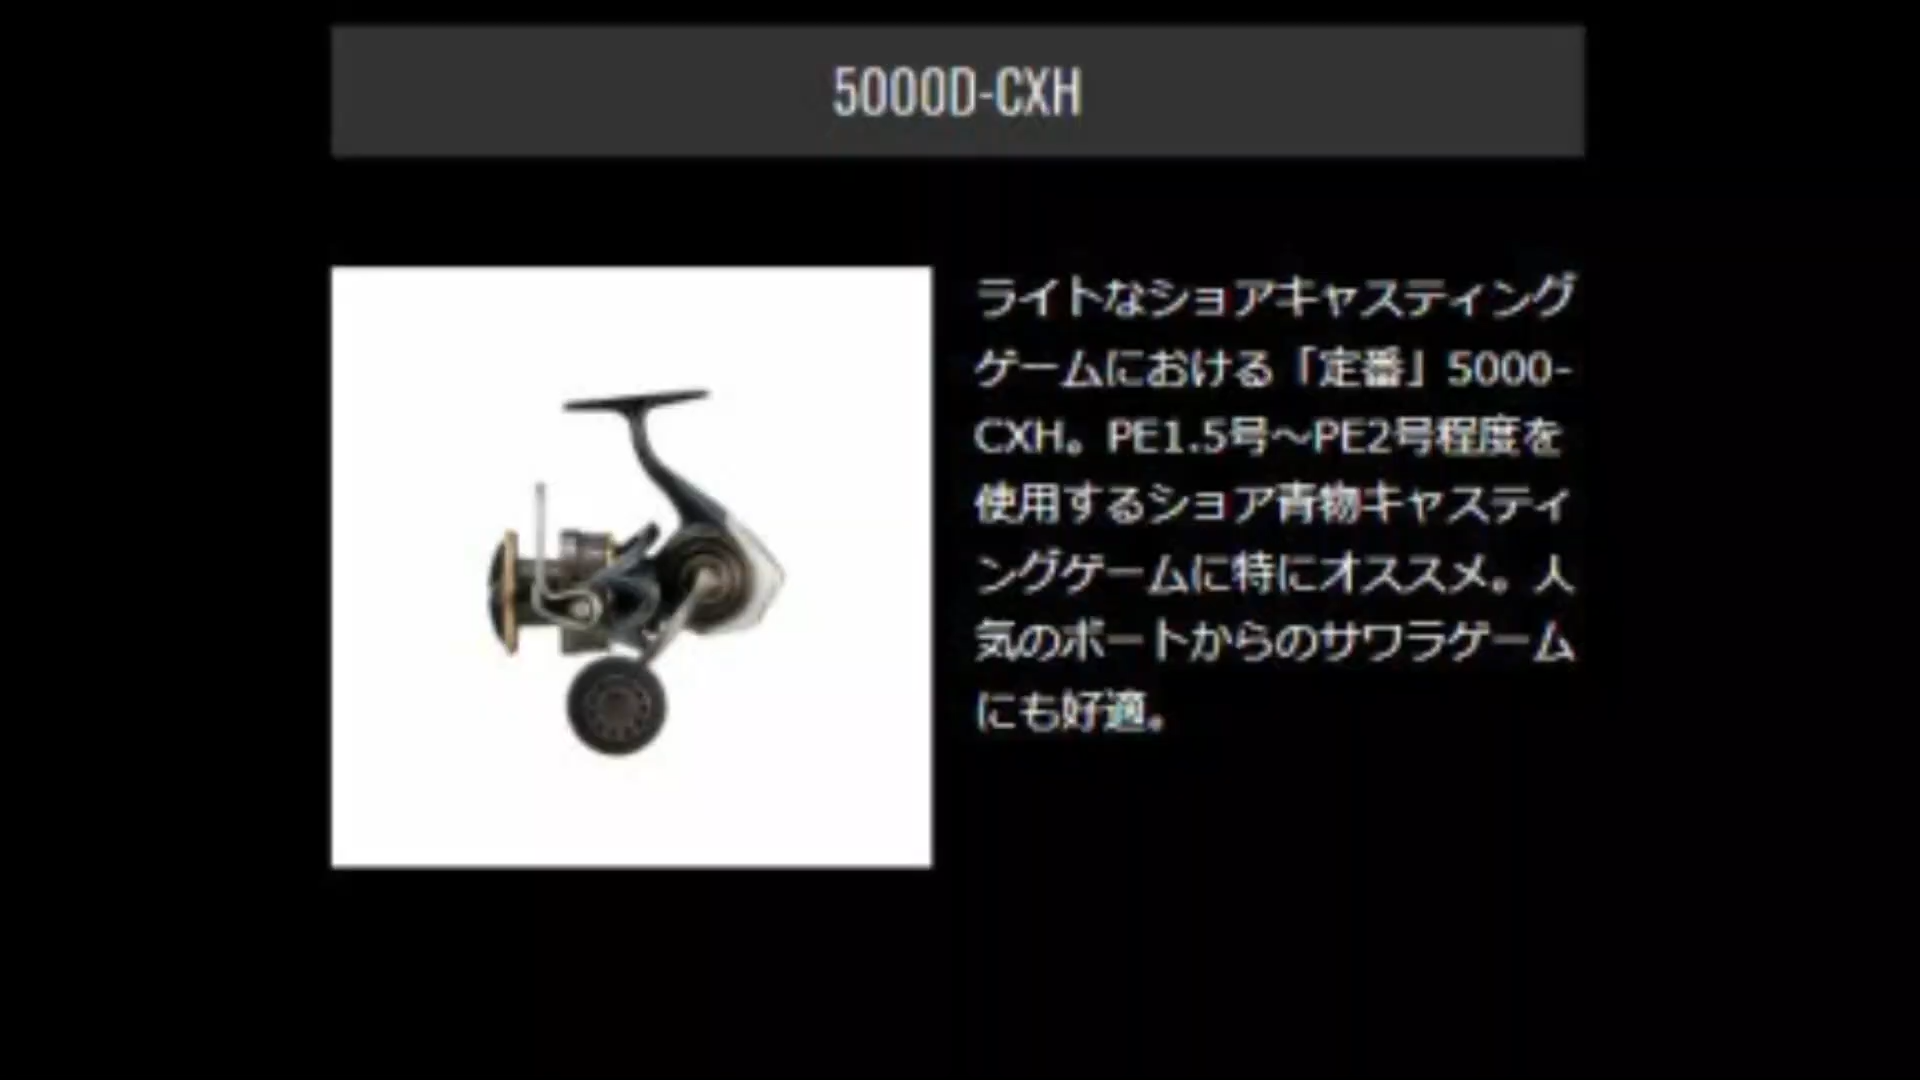 5000D-CXH
ライトなショアキャスティング
ゲームにおける「定番」5000-
CXH。PE1.5号〜PE2号程度を
使用するショア青物キャスティ
ングゲームに特にオススメ。人
気のボートからのサワラゲーム
にも好適。